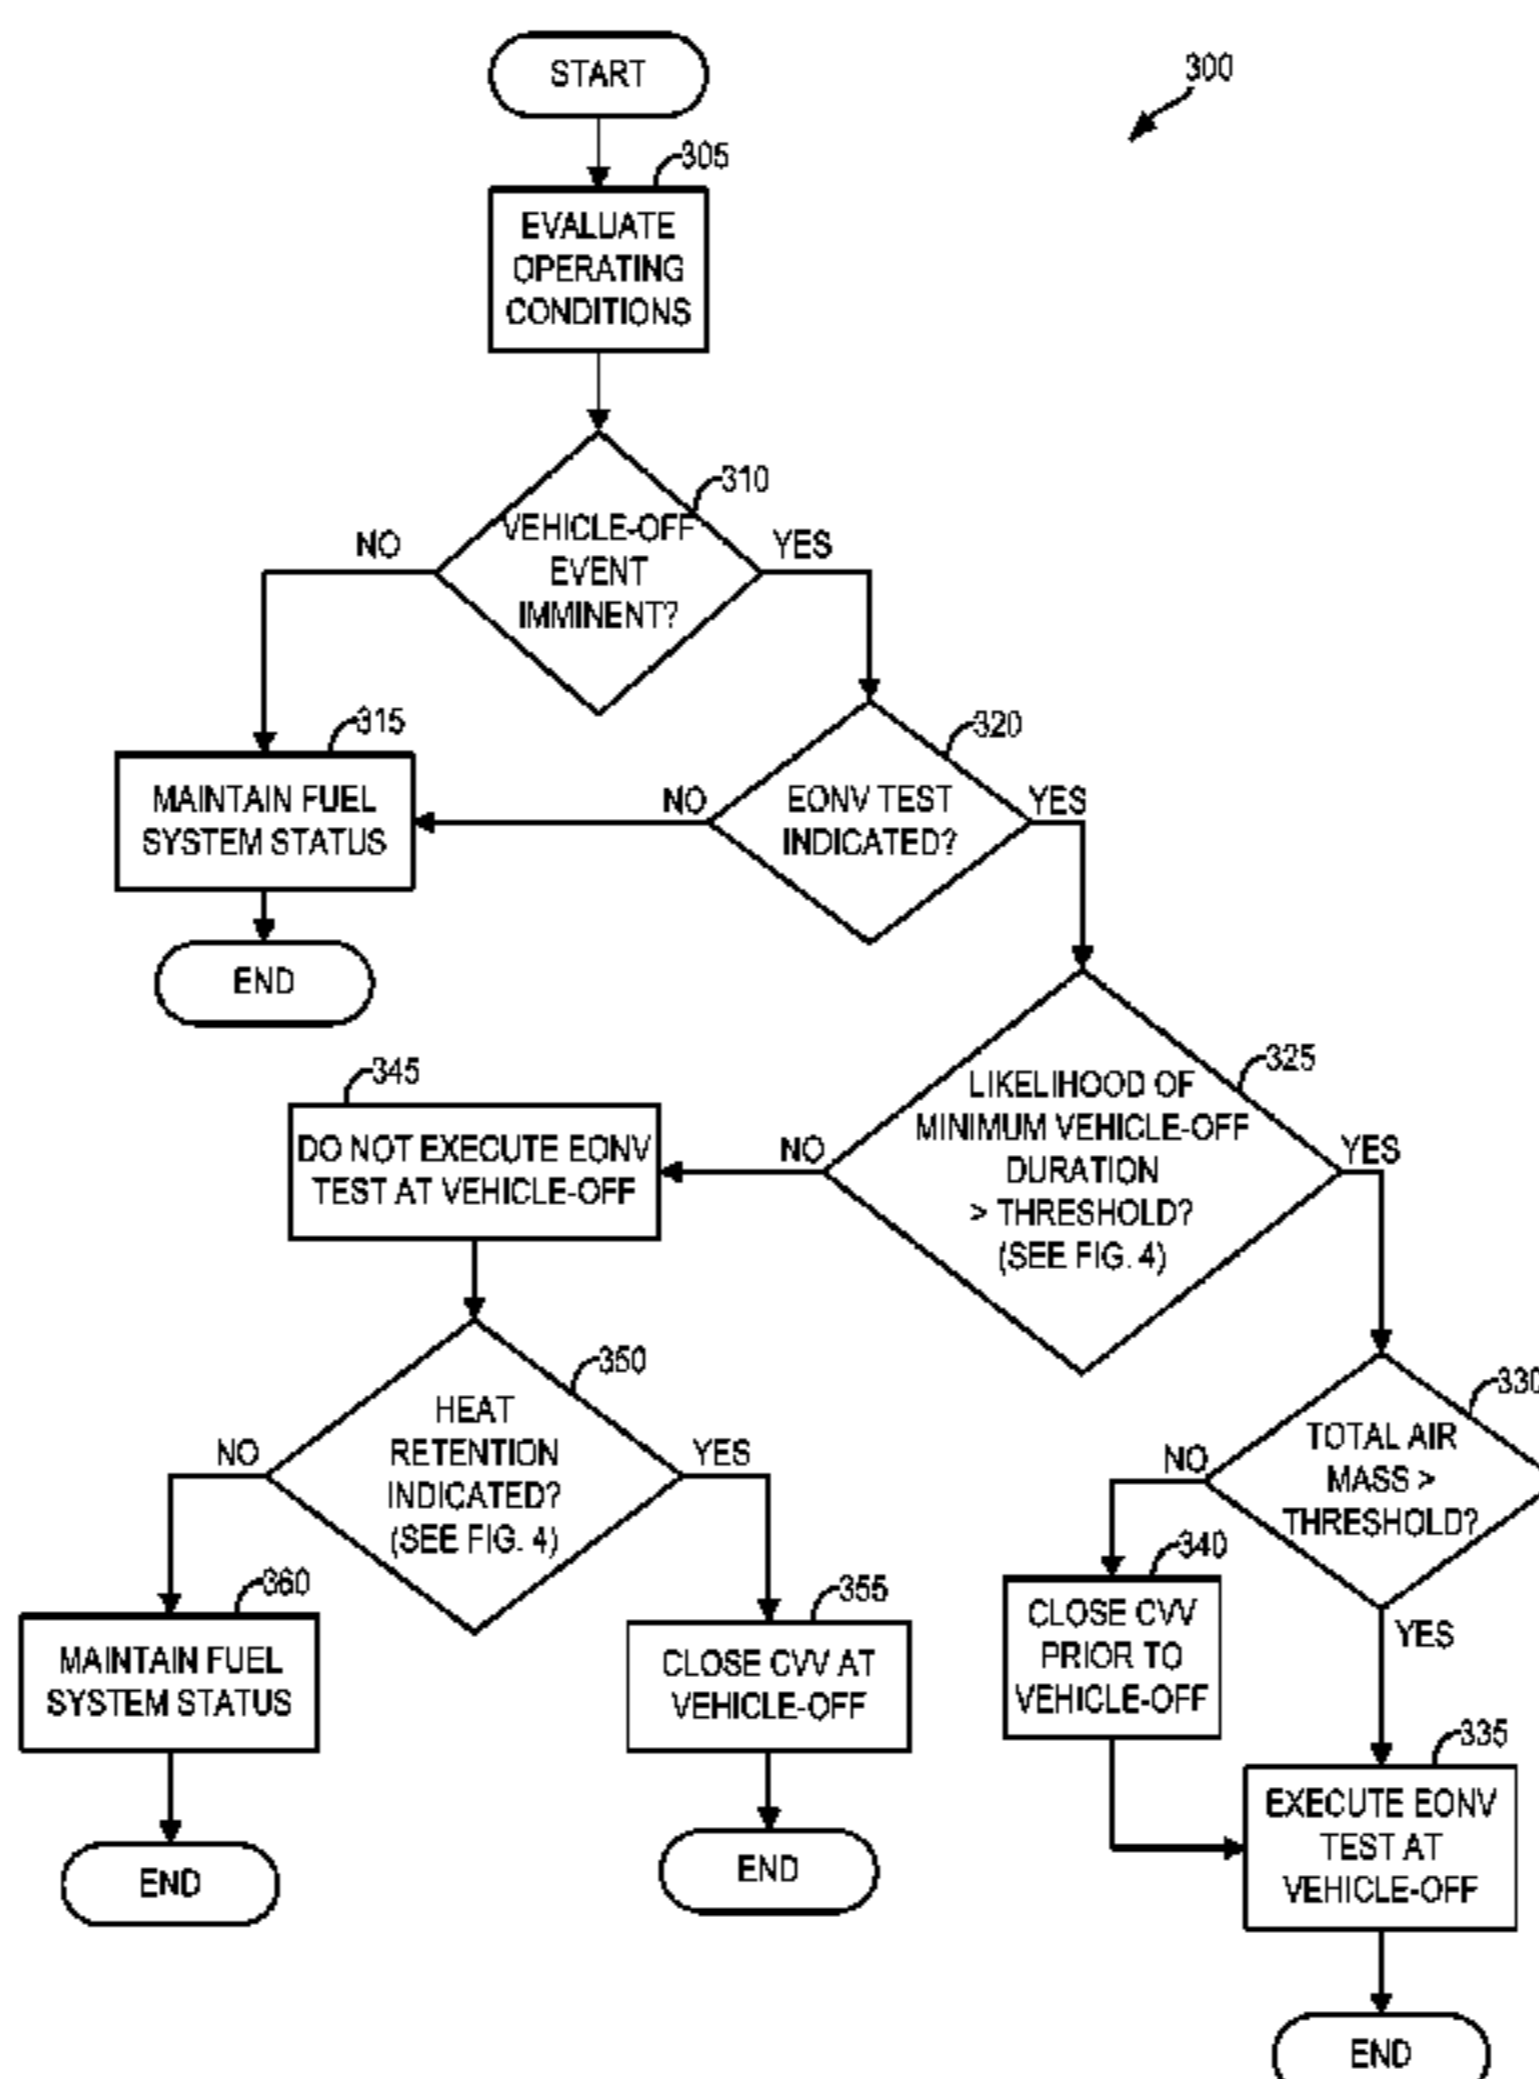 START
300
305
EVALUATE
OPERATING
CONDITIONS
310
VEHICLE-OFF
EVENT
IMMINENT?
NO
YES
315
MAINTAIN FUEL
SYSTEM STATUS
320
EONV TEST
INDICATED?
NO
YES
END
325
LIKELIHOOD OF
MINIMUM VEHICLE-OFF
DURATION
> THRESHOLD?
(SEE FIG. 4)
NO
YES
345
DO NOT EXECUTE EONV
TEST AT VEHICLE-OFF
350
HEAT
RETENTION
INDICATED?
(SEE FIG. 4)
NO
YES
330
TOTAL AIR
MASS >
THRESHOLD?
NO
YES
340
CLOSE CVV
PRIOR TO
VEHICLE-OFF
360
MAINTAIN FUEL
SYSTEM STATUS
355
CLOSE CVV AT
VEHICLE-OFF
335
EXECUTE EONV
TEST AT
VEHICLE-OFF
END
END
END